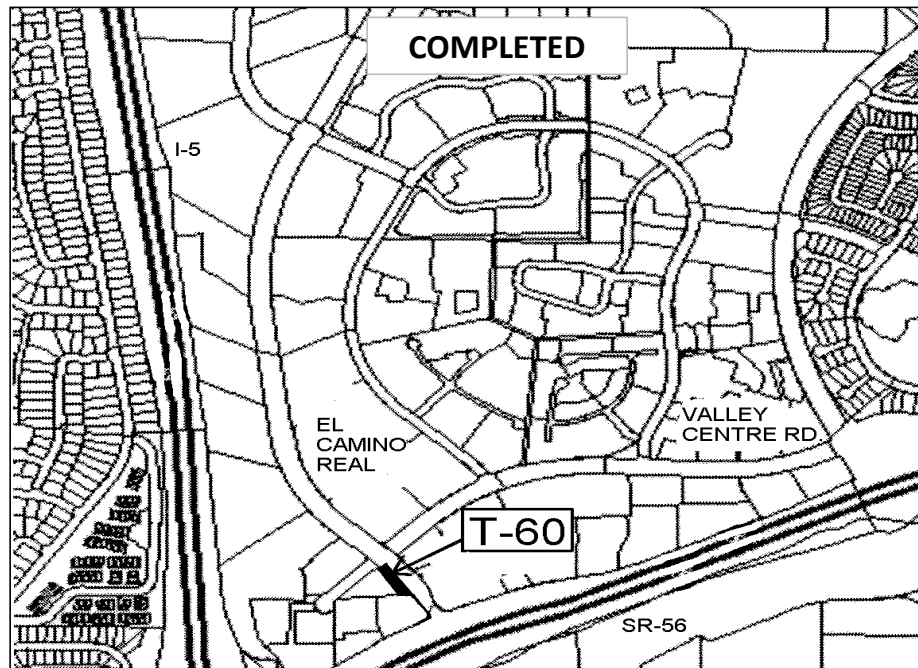 COMPLETED
I-5
EL
CAMINO
REAL
VALLEY
CENTRE RD.
T-60
SR-56